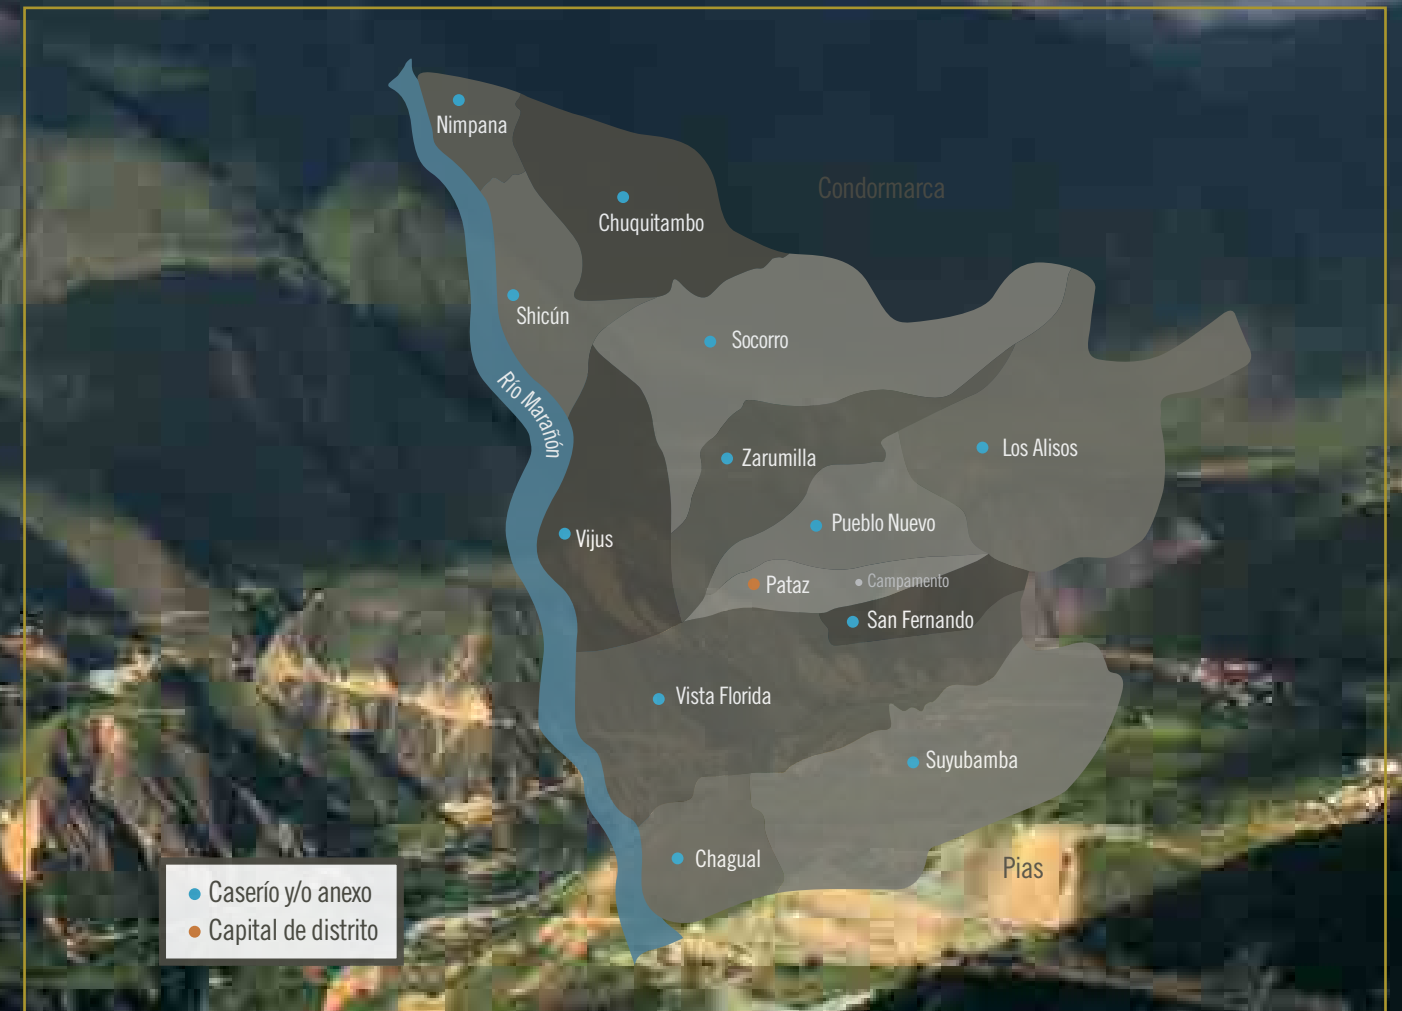 Nimpana
Condormarca
Chuquitambo
Shicún
Socorro
Río Marañón
Zarumilla
Los Alisos
Pueblo Nuevo
Vijus
Pataz
Campamento
San Fernando
Vista Florida
Suyubamba
Chagual
Pias
Caserío y/o anexo
Capital de distrito